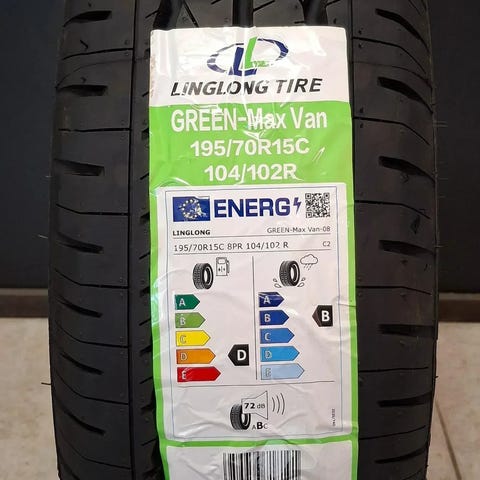 LINGLONG TIRE
GREEN-Max Van
195/70R15C
104/102R
ENERG
LINGLONG GREEN-Max Van-08
195/70R15C 8PR 104/102 R C2
A A
B B B
C C
D D D
E E
72 dB
ABC